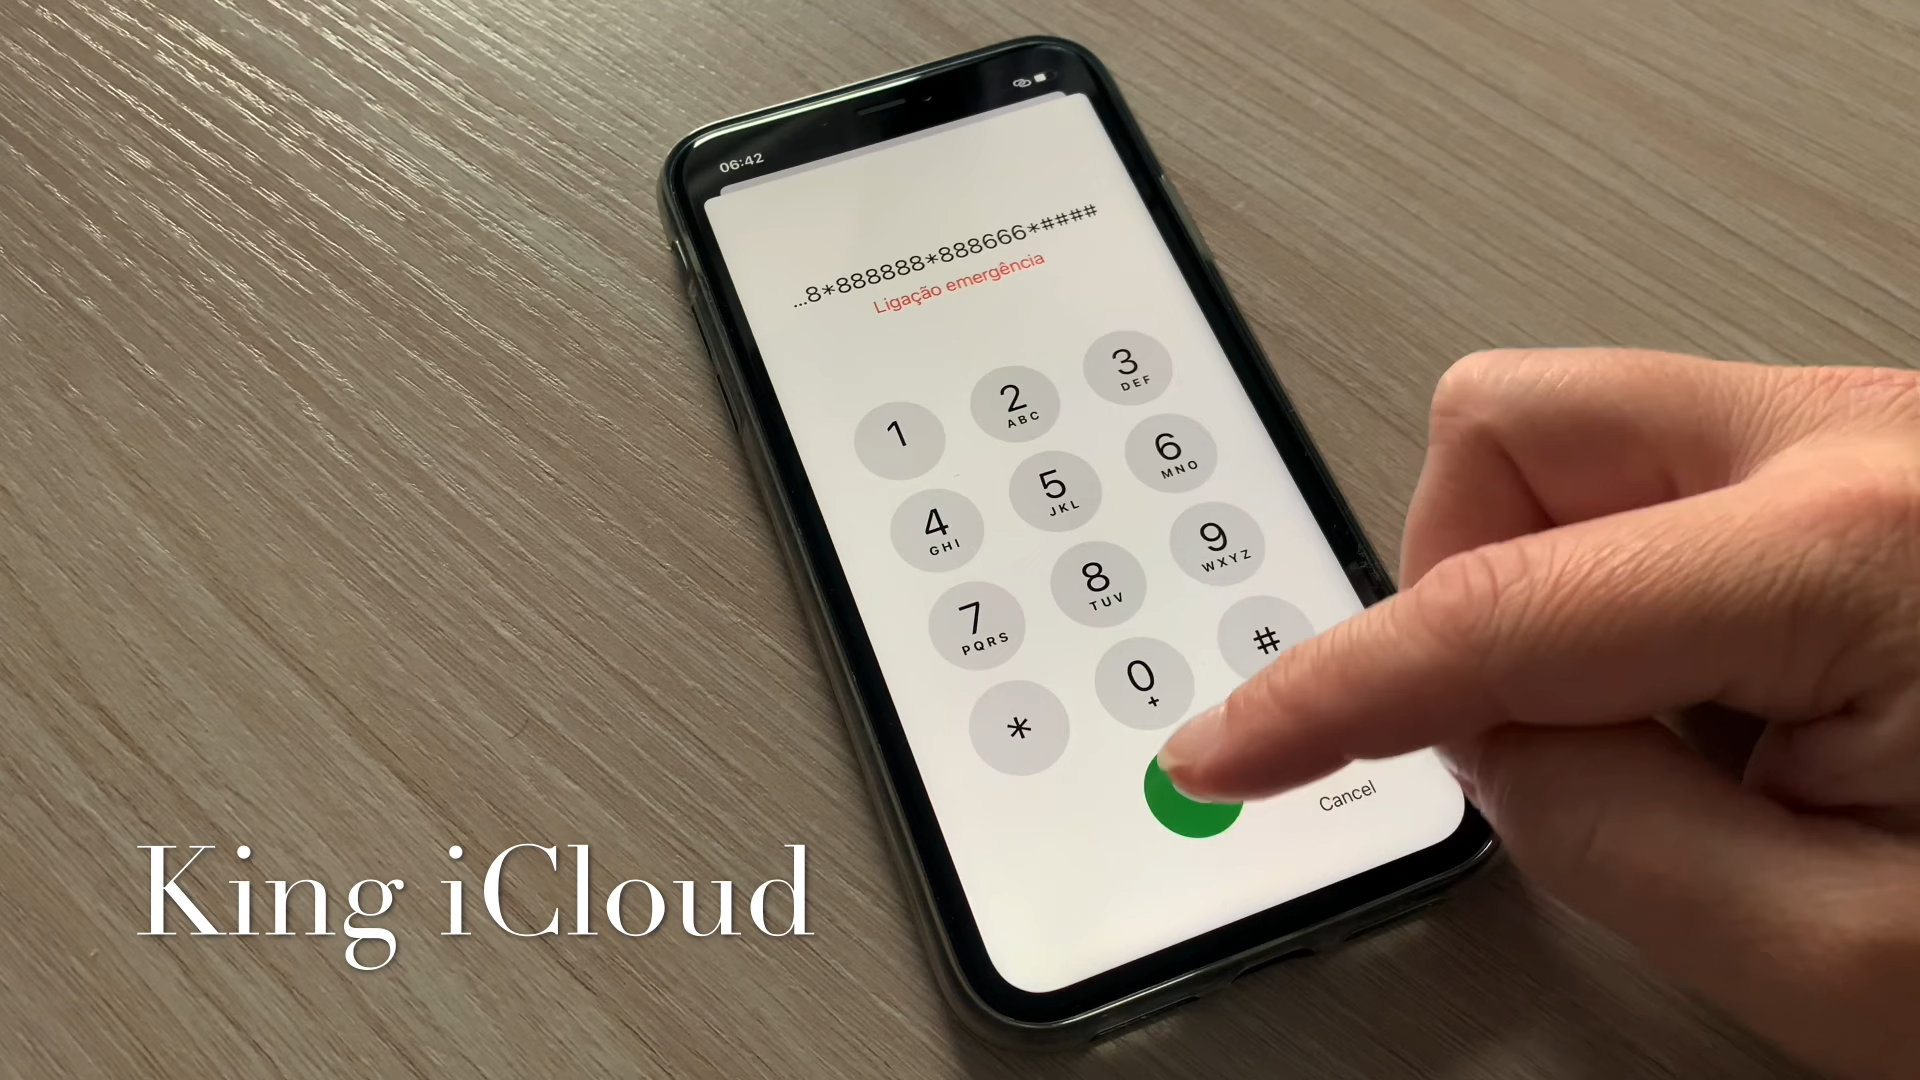 06:42
...8*888888*888666*####
Ligação emergência
1
2
ABC
3
DEF
4
GHI
5
JKL
6
MNO
7
PQRS
8
TUV
9
WXYZ
*
0
+
#
Cancel
King iCloud